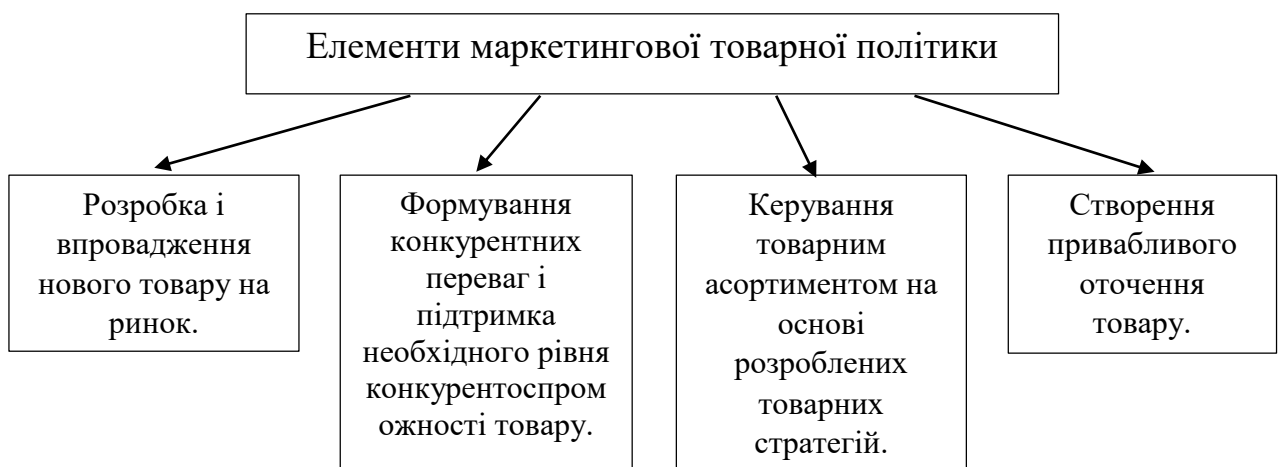 Елементи маркетингової товарної політики
Розробка і
впровадження
нового товару на
ринок.
Формування
конкурентних
переваг і
підтримка
необхідного рівня
конкурентоспром
ожності товару.
Керування
товарним
асортиментом на
основі
розроблених
товарних
стратегій.
Створення
привабливого
оточення
товару.